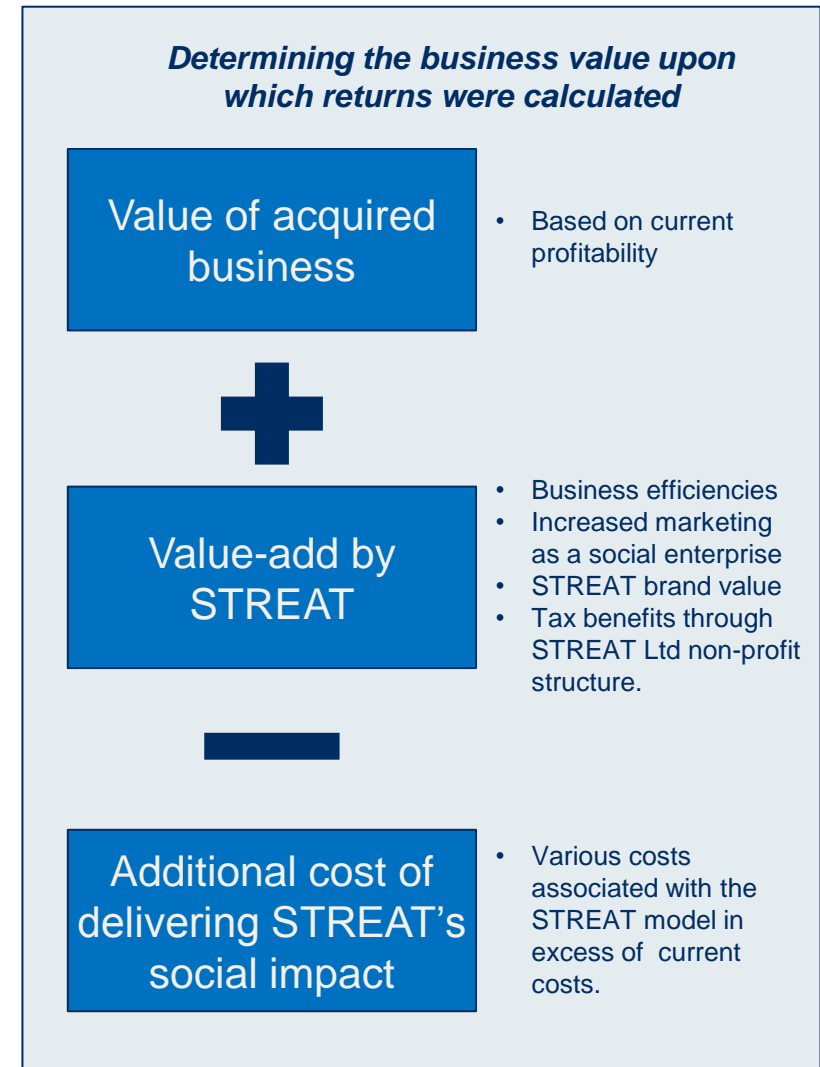 Determining the business value upon
which returns were calculated
Value of acquired
business
• Based on current
profitability
Value-add by
STREAT
• Business efficiencies
• Increased marketing
as a social enterprise
• STREAT brand value
• Tax benefits through
STREAT Ltd non-profit
structure.
Additional cost of
delivering STREAT’s
social impact
• Various costs
associated with the
STREAT model in
excess of current
costs.